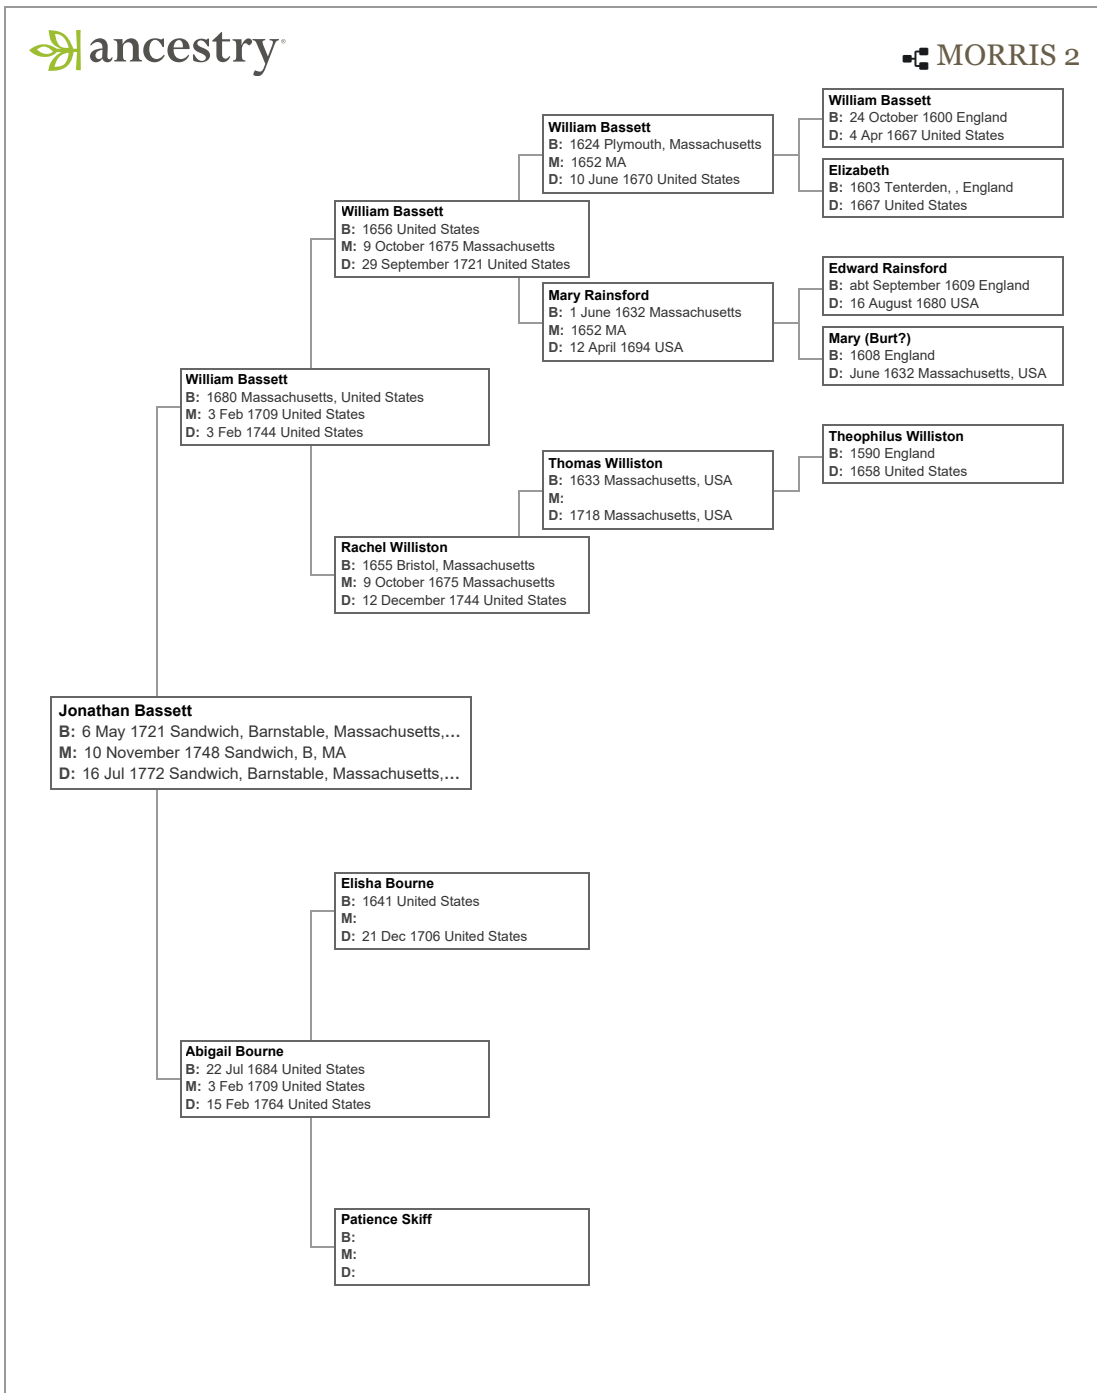 ancestry®
MORRIS 2
William Bassett
B: 24 October 1600 England
D: 4 Apr 1667 United States
William Bassett
B: 1624 Plymouth, Massachusetts
M: 1652 MA
D: 10 June 1670 United States
Elizabeth
B: 1603 Tenterden, , England
D: 1667 United States
William Bassett
B: 1656 United States
M: 9 October 1675 Massachusetts
D: 29 September 1721 United States
Edward Rainsford
B: abt September 1609 England
D: 16 August 1680 USA
Mary Rainsford
B: 1 June 1632 Massachusetts
M: 1652 MA
D: 12 April 1694 USA
Mary (Burt?)
B: 1608 England
D: June 1632 Massachusetts, USA
William Bassett
B: 1680 Massachusetts, United States
M: 3 Feb 1709 United States
D: 3 Feb 1744 United States
Theophilus Williston
B: 1590 England
D: 1658 United States
Thomas Williston
B: 1633 Massachusetts, USA
M:
D: 1718 Massachusetts, USA
Rachel Williston
B: 1655 Bristol, Massachusetts
M: 9 October 1675 Massachusetts
D: 12 December 1744 United States
Jonathan Bassett
B: 6 May 1721 Sandwich, Barnstable, Massachusetts,...
M: 10 November 1748 Sandwich, B, MA
D: 16 Jul 1772 Sandwich, Barnstable, Massachusetts,...
Elisha Bourne
B: 1641 United States
M:
D: 21 Dec 1706 United States
Abigail Bourne
B: 22 Jul 1684 United States
M: 3 Feb 1709 United States
D: 15 Feb 1764 United States
Patience Skiff
B:
M:
D: